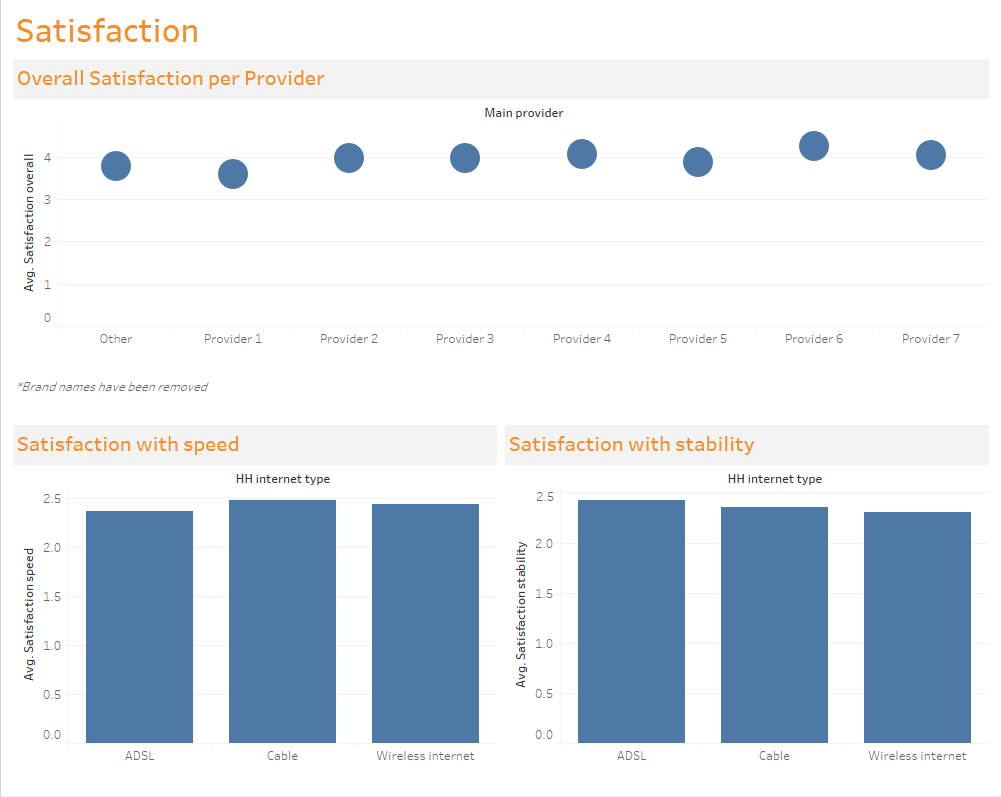 Satisfaction
Overall Satisfaction per Provider
Main provider
Avg. Satisfaction overall
4
3
2
1
0
Other Provider 1 Provider 2 Provider 3 Provider 4 Provider 5 Provider 6 Provider 7
*Brand names have been removed
Satisfaction with speed
HH internet type
Avg. Satisfaction speed
2.5
2.0
1.5
1.0
0.5
0.0
ADSL Cable Wireless internet
Satisfaction with stability
HH internet type
Avg. Satisfaction stability
2.5
2.0
1.5
1.0
0.5
0.0
ADSL Cable Wireless internet